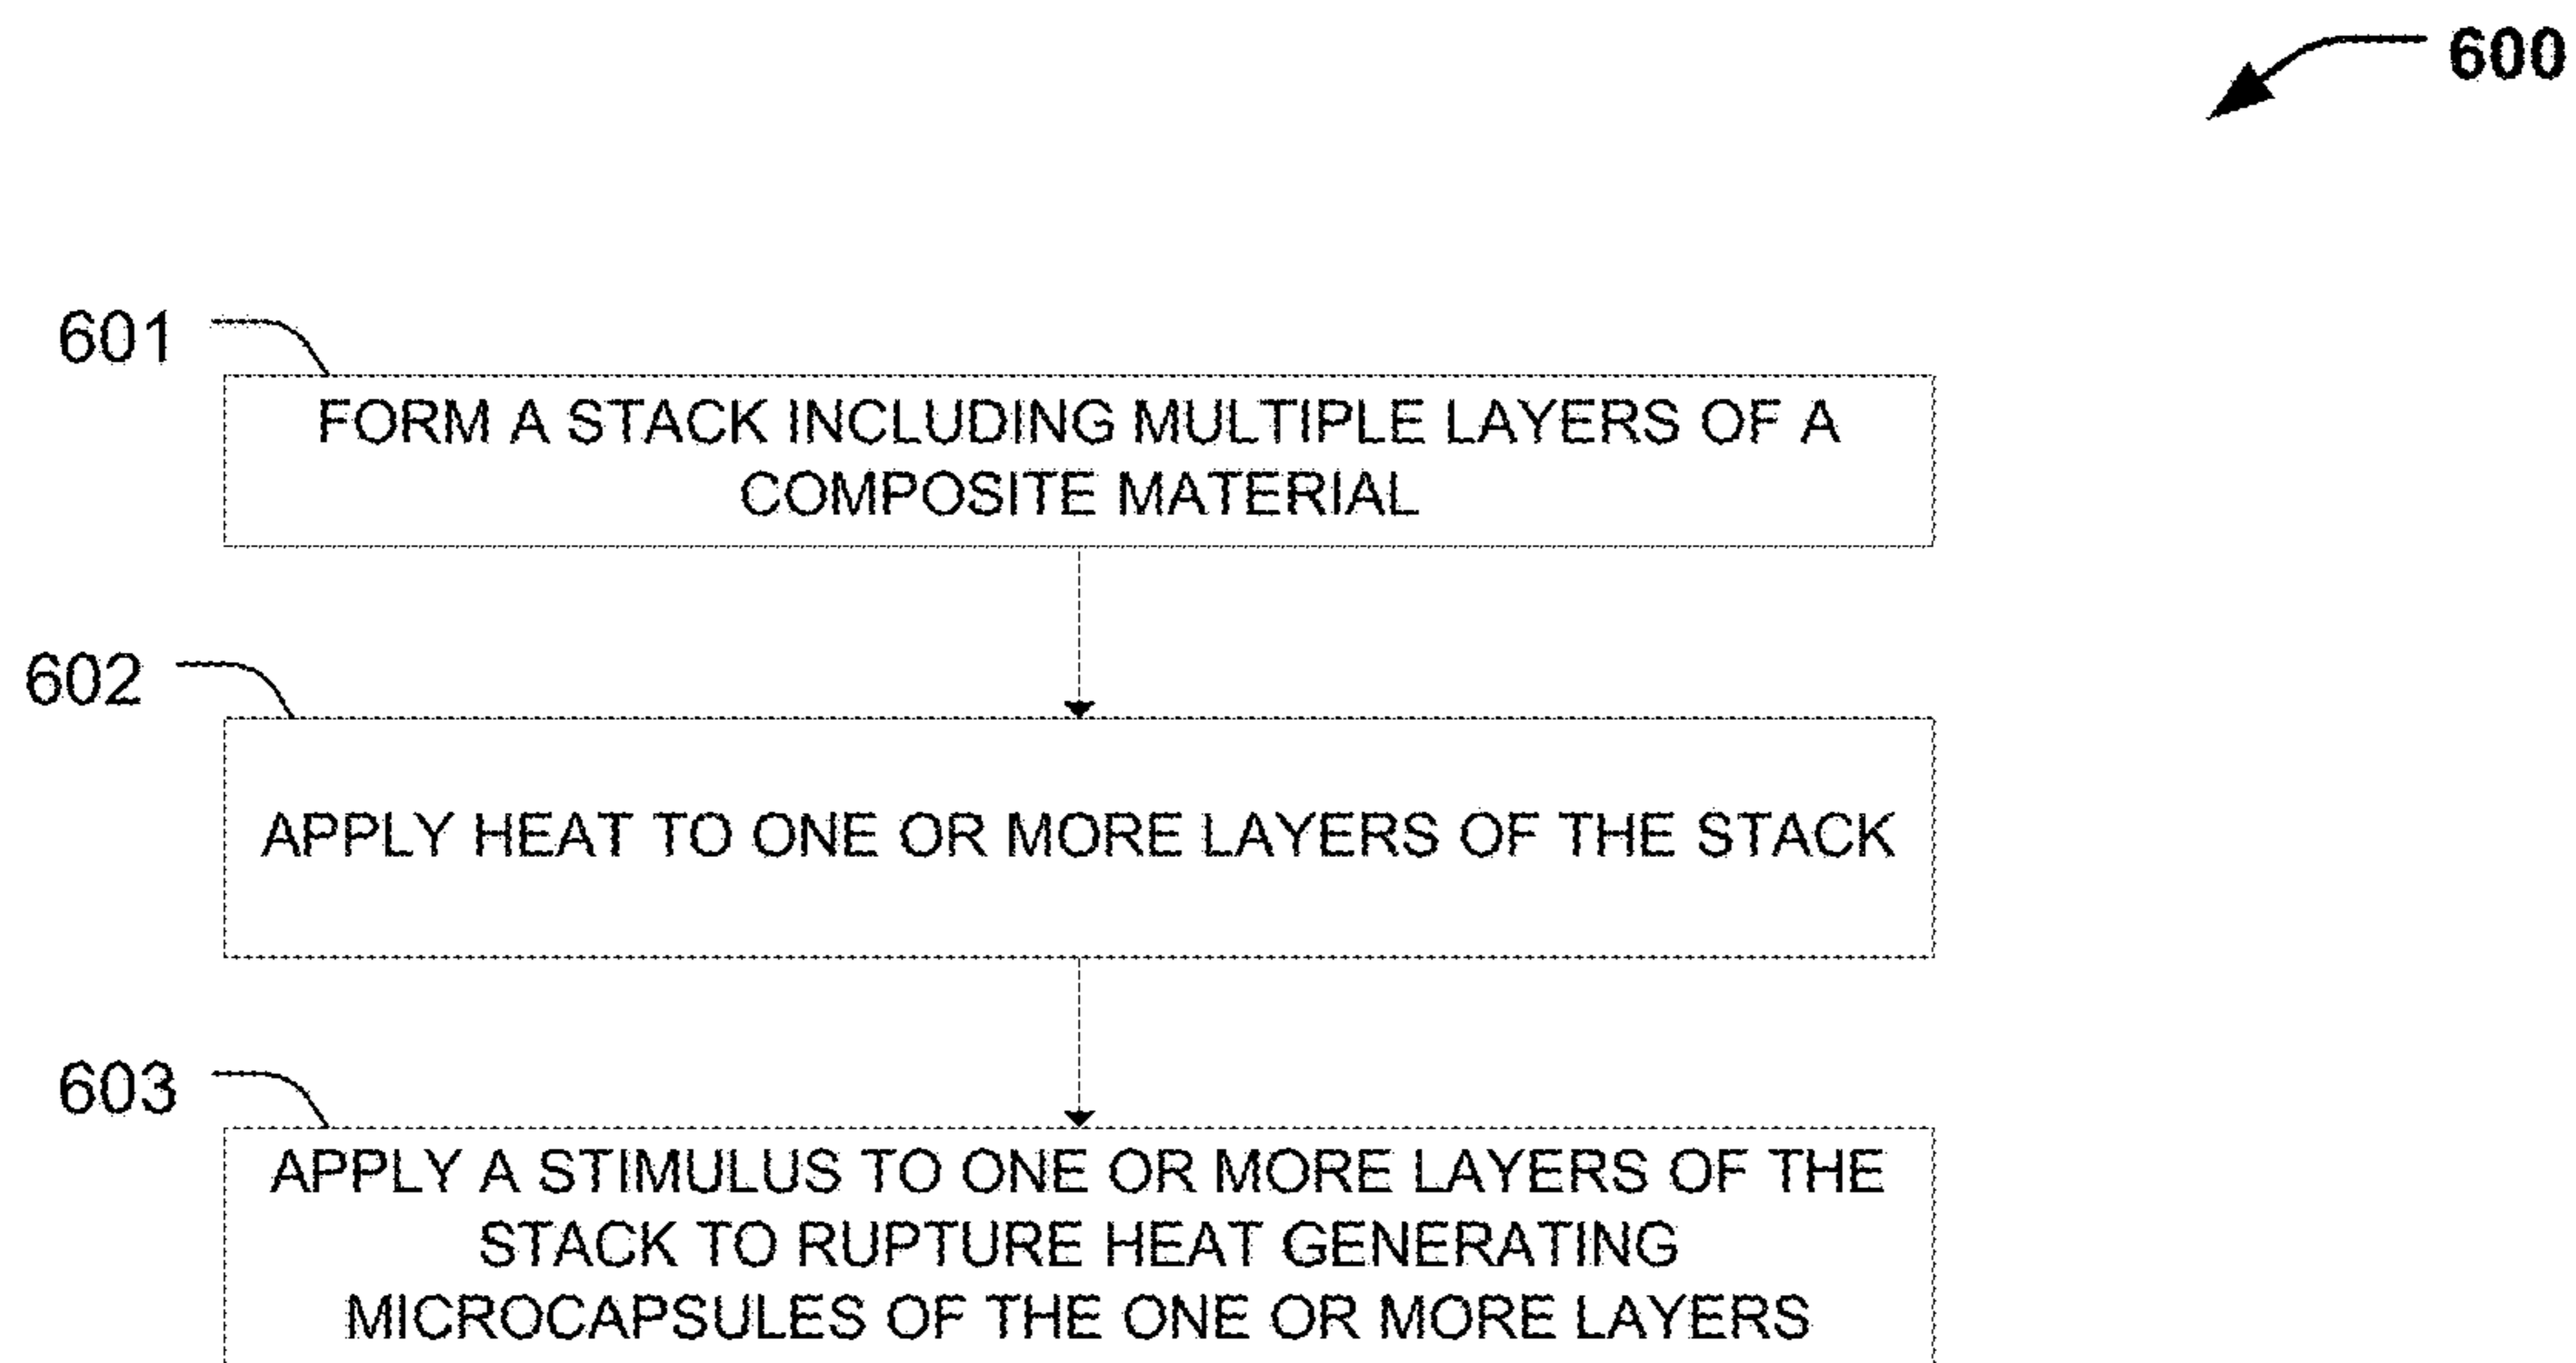 600
601
FORM A STACK INCLUDING MULTIPLE LAYERS OF A
COMPOSITE MATERIAL
602
APPLY HEAT TO ONE OR MORE LAYERS OF THE STACK
603
APPLY A STIMULUS TO ONE OR MORE LAYERS OF THE
STACK TO RUPTURE HEAT GENERATING
MICROCAPSULES OF THE ONE OR MORE LAYERS